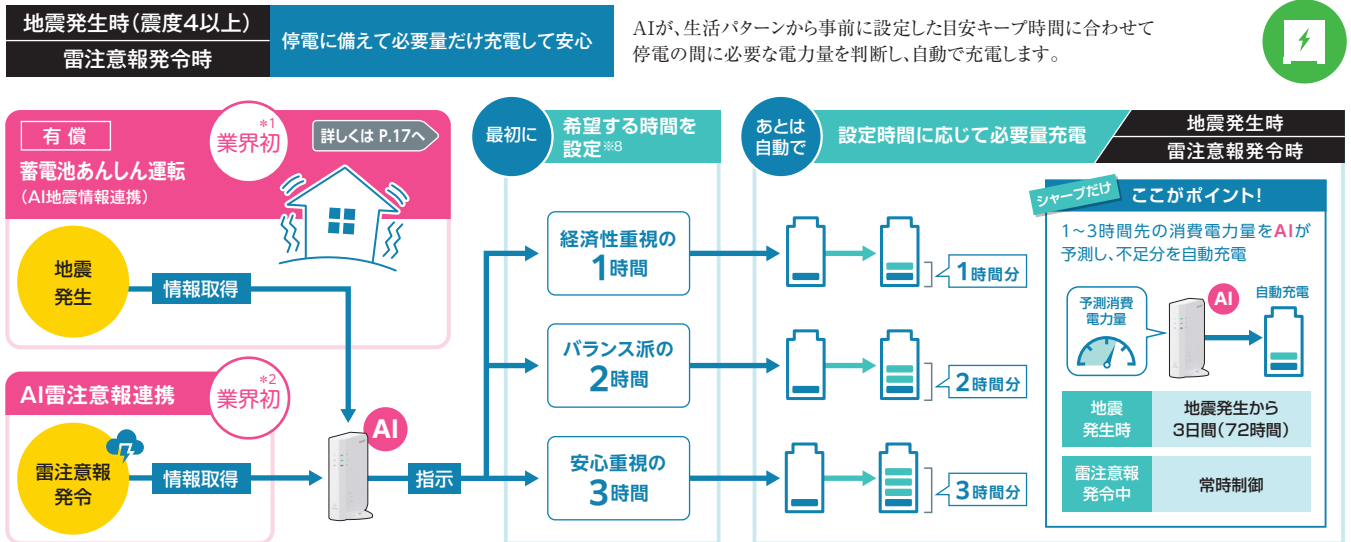 地震発生時(震度4以上)
雷注意報発令時
停電に備えて必要量だけ充電して安心
AIが、生活パターンから事前に設定した目安キープ時間に合わせて
停電の間に必要な電力量を判断し、自動で充電します。
有償
*1
業界初
詳しくは P.17へ
蓄電池あんしん運転
(AI地震情報連携)
地震
発生
情報取得
AI雷注意報連携
*2
業界初
雷注意報
発令
情報取得
AI
指示
最初に
希望する時間を
設定※8
経済性重視の
1時間
バランス派の
2時間
安心重視の
3時間
あとは
自動で
設定時間に応じて必要量充電
地震発生時
雷注意報発令時
1時間分
2時間分
3時間分
シャープだけ
ここがポイント!
1~3時間先の消費電力量をAIが
予測し、不足分を自動充電
予測消費
電力量
AI
自動充電
地震
発生時
地震発生から
3日間(72時間)
雷注意報
発令中
常時制御